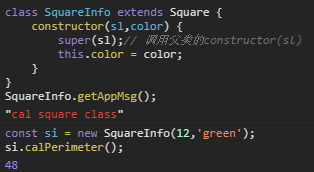 class SquareInfo extends Square {
constructor(sl,color) {
super(sl);// 调用父类的constructor(sl)
this.color = color;
}
}
SquareInfo.getAppMsg();
"cal square class"
const si = new SquareInfo(12,'green');
si.calPerimeter();
48